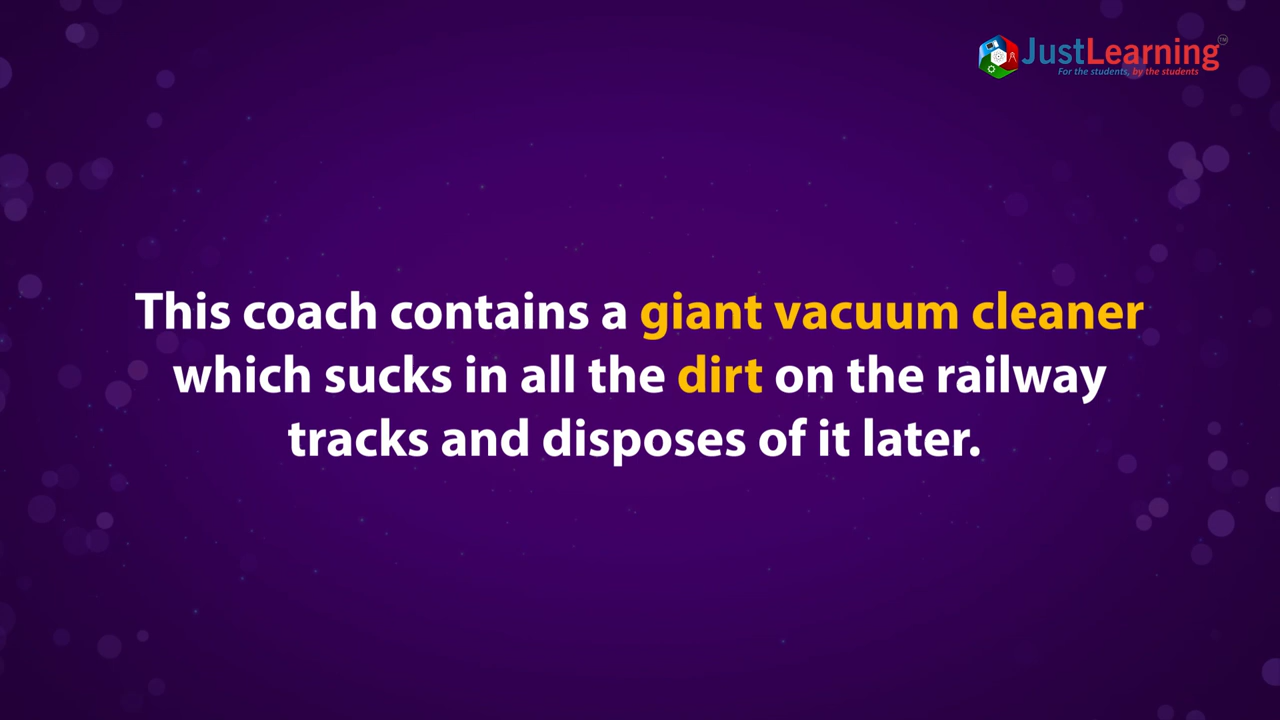 JustLearning TM
For the students, by the students
This coach contains a giant vacuum cleaner
which sucks in all the dirt on the railway
tracks and disposes of it later.